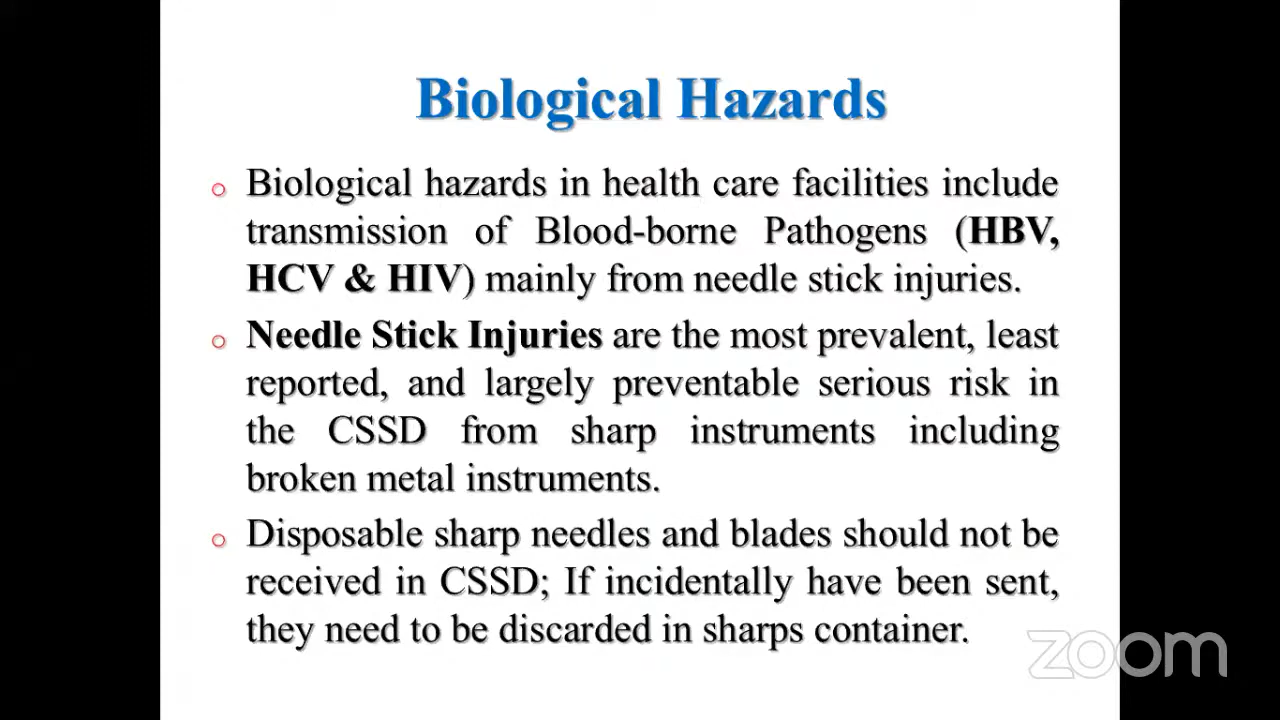 Biological Hazards
Biological hazards in health care facilities include
transmission of Blood-borne Pathogens (HBV,
HCV & HIV) mainly from needle stick injuries.
Needle Stick Injuries are the most prevalent, least
reported, and largely preventable serious risk in
the CSSD from sharp instruments including
broken metal instruments.
Disposable sharp needles and blades should not be
received in CSSD; If incidentally have been sent,
they need to be discarded in sharps container.
zoom